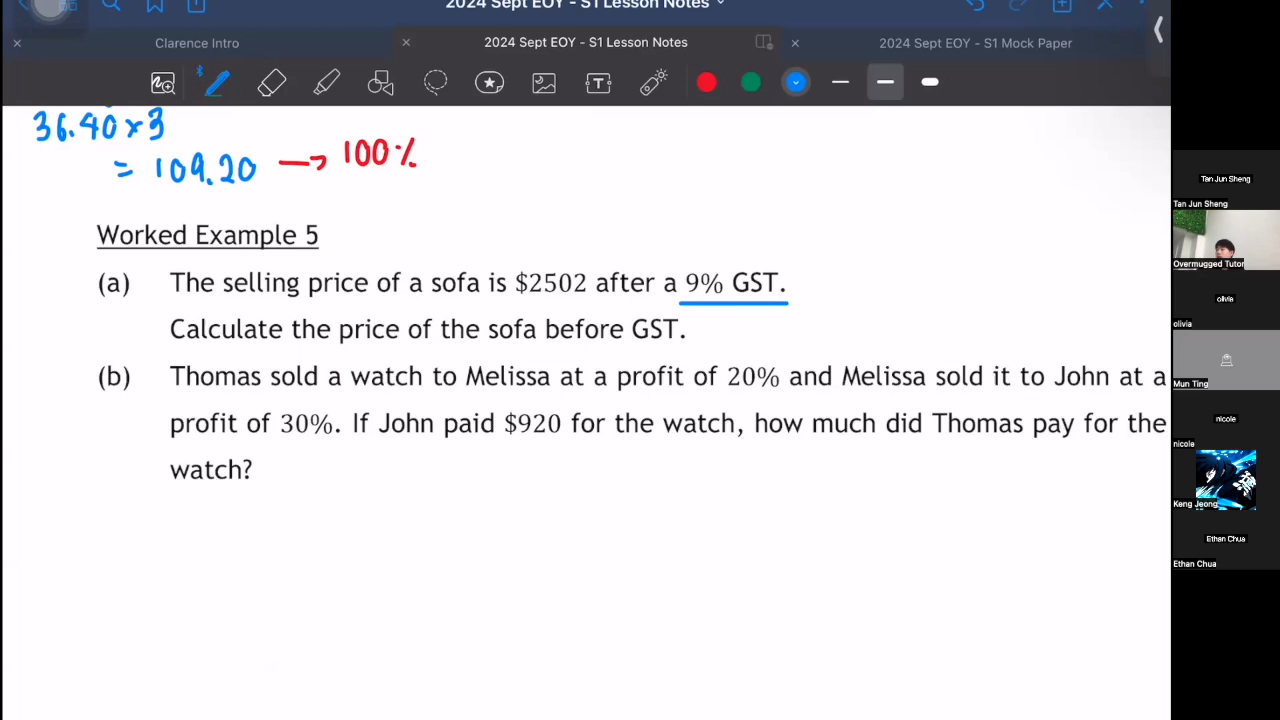 2024 Sept EOY - S1 Lesson Notes
Clarence Intro
2024 Sept EOY - S1 Lesson Notes
2024 Sept EOY - S1 Mock Paper
36.40 x 3
= 109.20 → 100%
Worked Example 5
(a) The selling price of a sofa is $2502 after a 9% GST.
Calculate the price of the sofa before GST.
(b) Thomas sold a watch to Melissa at a profit of 20% and Melissa sold it to John at a
profit of 30%. If John paid $920 for the watch, how much did Thomas pay for the
watch?
Tan Jun Sheng
Tan Jun Sheng
Overmugged Tutor
olivia
olivia
Mun Ting
nicole
nicole
Keng Jeong
Ethan Chua
Ethan Chua